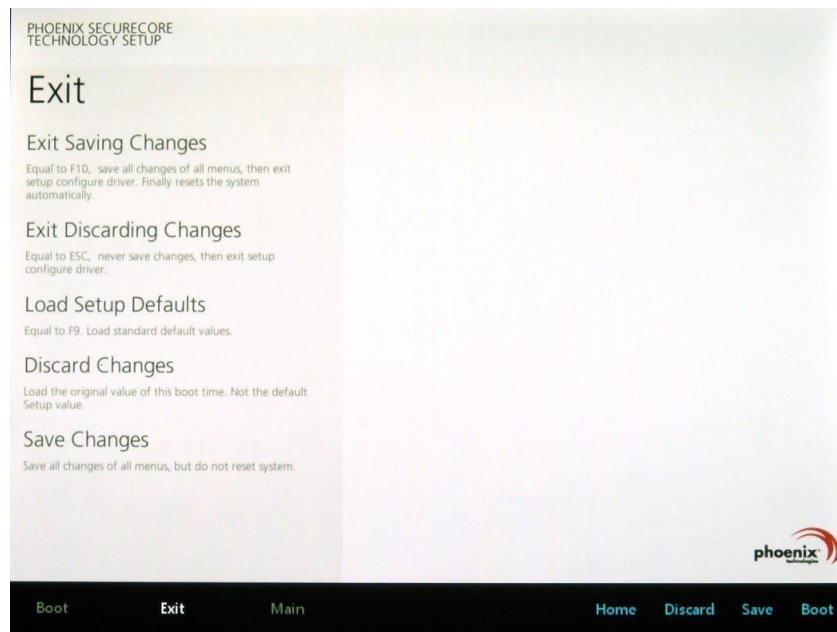 PHOENIX SECURECORE
TECHNOLOGY SETUP
Exit
Exit Saving Changes
Equal to F10, save all changes of all menus, then exit
setup configure driver. Finally resets the system
automatically.
Exit Discarding Changes
Equal to ESC, never save changes, then exit setup
configure driver.
Load Setup Defaults
Equal to F9. Load standard default values.
Discard Changes
Load the original value of this boot time. Not the default
Setup value.
Save Changes
Save all changes of all menus, but do not reset system.
phoenix
technologies
Boot Exit Main Home Discard Save Boot